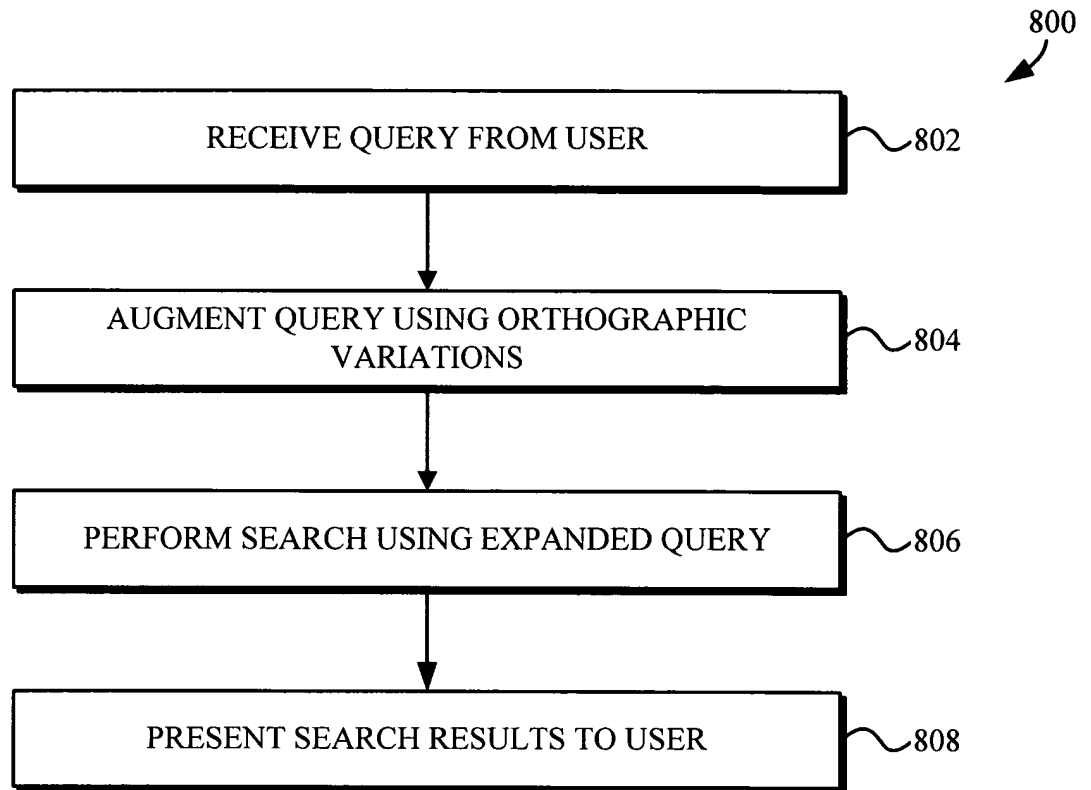 800
RECEIVE QUERY FROM USER
802
AUGMENT QUERY USING ORTHOGRAPHIC
VARIATIONS
804
PERFORM SEARCH USING EXPANDED QUERY
806
PRESENT SEARCH RESULTS TO USER
808